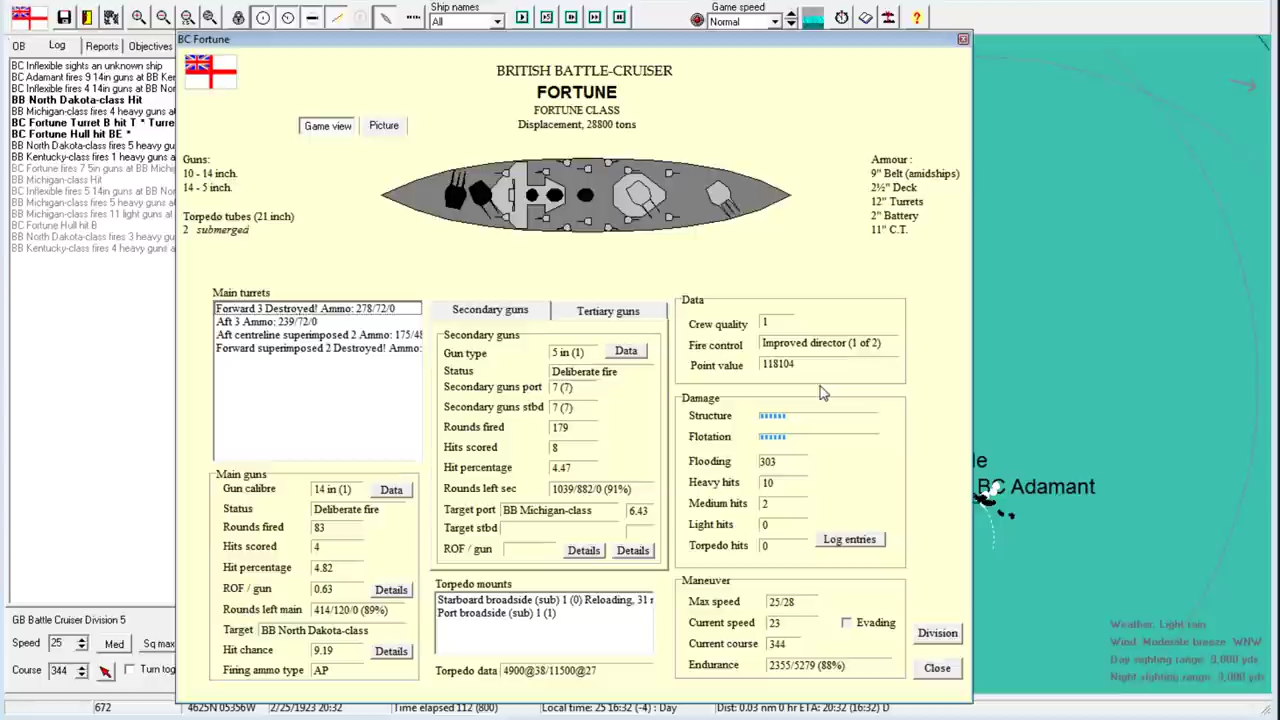 Ship names
All
Game speed
Normal
OB Log Reports Objectives
BC Fortune
BC Inflexible sights an unknown ship
BC Adamant fires 9 14in guns at BB Ke
BC Inflexible fires 4 14in guns at BB No
BB North Dakota-class Hit
BB Michigan-class fires 4 heavy guns a
BC Fortune Turret B hit T * Turre
BC Fortune Hull hit BE *
BB North Dakota-class fires 5 heavy g
BB Kentucky-class fires 1 heavy guns a
BC Fortune fires 7 5in guns at BB Mich
BB Michigan-class Hit
BC Inflexible fires 5 14in guns at BB No
BB Michigan-class fires 5 heavy guns a
BB Michigan-class fires 11 light guns at
BC Fortune Hull hit B
BB North Dakota-class fires 3 heavy g
BB Kentucky-class fires 4 heavy guns a
GB Battle Cruiser Division 5
Speed 25 Med Sq max
Course 344 Turn tog
BRITISH BATTLE-CRUISER
FORTUNE
FORTUNE CLASS
Displacement, 28800 tons
Game view Picture
Guns:
10 - 14 inch.
14 - 5 inch.
Torpedo tubes (21 inch)
2 submerged
Armour :
9" Belt (amidships)
2½" Deck
12" Turrets
2" Battery
11" C.T.
Main turrets
Forward 3 Destroyed! Ammo: 278/72/0
Aft 3 Ammo: 239/72/0
Aft centreline superimposed 2 Ammo: 175/48
Forward superimposed 2 Destroyed! Ammo:
Main guns
Gun calibre 14 in (1) Data
Status Deliberate fire
Rounds fired 83
Hits scored 4
Hit percentage 4.82
ROF / gun 0.63 Details
Rounds left main 414/120/0 (89%)
Target BB North Dakota-class
Hit chance 9.19 Details
Firing ammo type AP
Secondary guns Tertiary guns
Secondary guns
Gun type 5 in (1) Data
Status Deliberate fire
Secondary guns port 7 (7)
Secondary guns stbd 7 (7)
Rounds fired 179
Hits scored 8
Hit percentage 4.47
Rounds left sec 1039/882/0 (91%)
Target port BB Michigan-class 6.43
Target stbd
ROF / gun Details Details
Torpedo mounts
Starboard broadside (sub) 1 (0) Reloading, 31 r
Port broadside (sub) 1 (1)
Torpedo data 4900@38/11500@27
Data
Crew quality 1
Fire control Improved director (1 of 2)
Point value 118104
Damage
Structure
Flotation
Flooding 303
Heavy hits 10
Medium hits 2
Light hits 0
Torpedo hits 0
Log entries
Maneuver
Max speed 25/28
Current speed 23 Evading
Current course 344
Endurance 2355/5279 (88%)
Division
Close
le
BC Adamant
Weather: Light rain
Wind: Moderate breeze WNW
Day sighting range: 9,000 yds
Night sighting range: 3,000 yds
672 4625N 05356W 2/25/1923 20:32 Time elapsed 112 (800) Local time: 25 16:32 (-4) : Day Dist: 0.03 nm 0 hr ETA: 20:32 (16:32) D